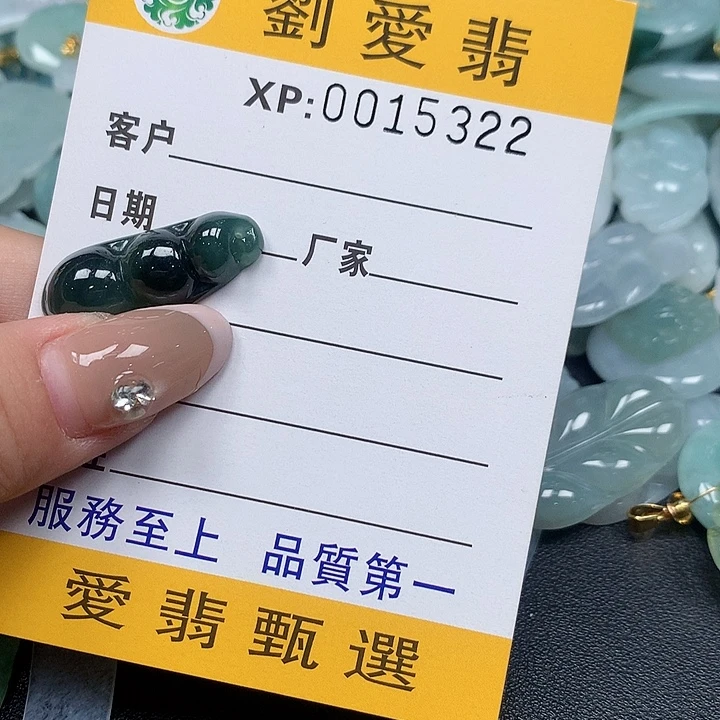 劉愛翡
XP:0015322
客户
日期 厂家
服務至上 品質第一
愛翡甄選